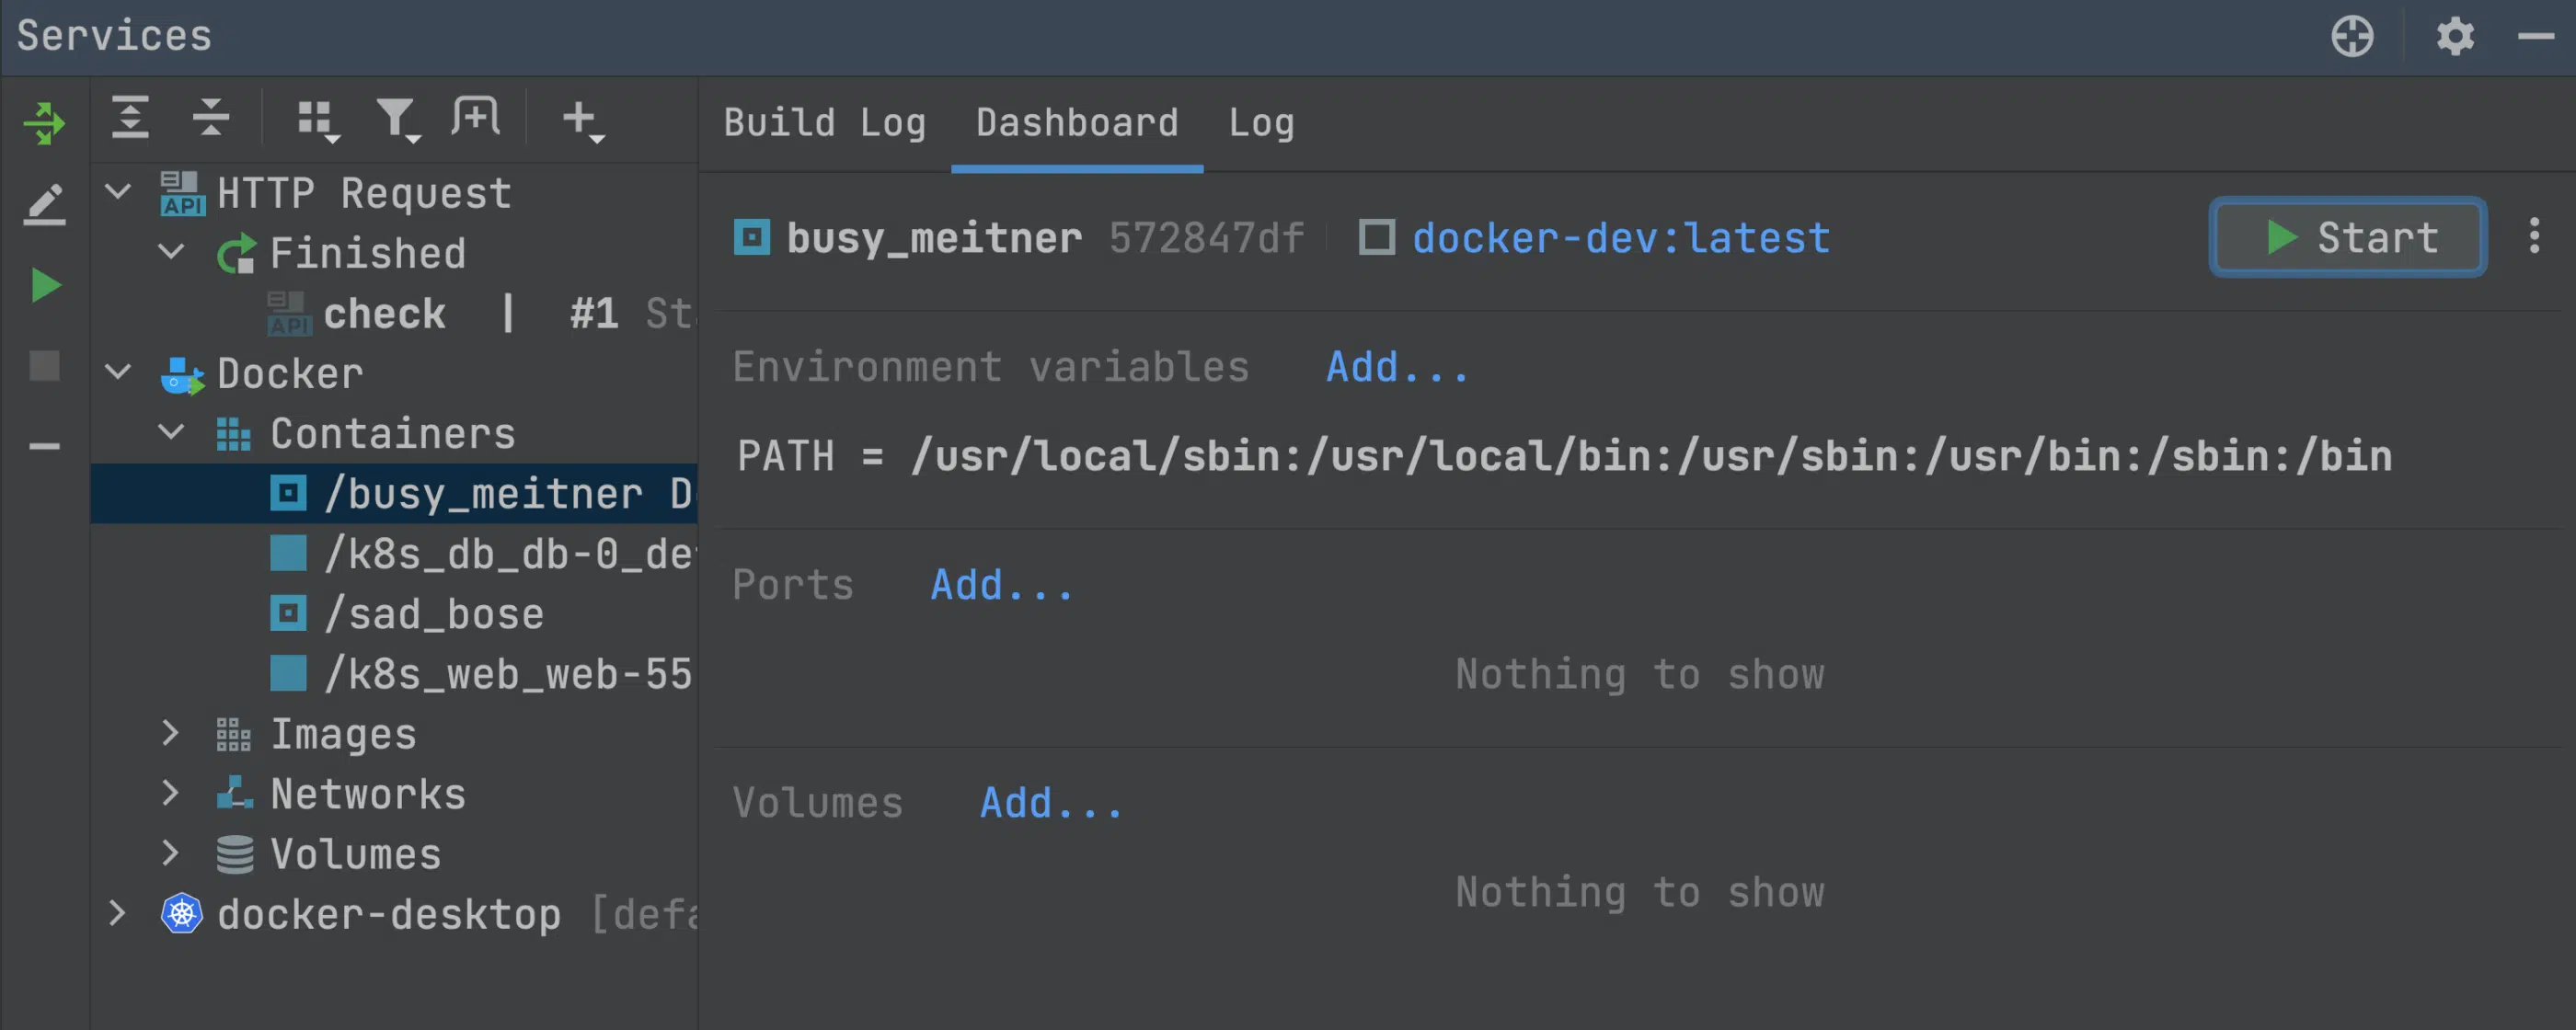 Services
Build Log Dashboard Log
API HTTP Request
Finished
API check | #1
Docker
Containers
/busy_meitner
/k8s_db_db-0_de
/sad_bose
/k8s_web_web-55
Images
Networks
Volumes
docker-desktop [defa
busy_meitner 572847df docker-dev:latest
Start
Environment variables Add...
PATH = /usr/local/sbin:/usr/local/bin:/usr/sbin:/usr/bin:/sbin:/bin
Ports Add...
Nothing to show
Volumes Add...
Nothing to show